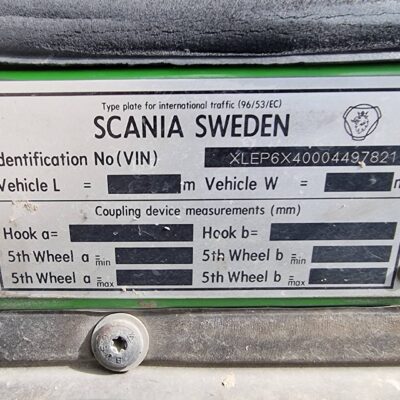 Type plate for international traffic (96/53/EC)
SCANIA SWEDEN
dentification No (VIN) XLEP6X40004497821
Vehicle L = m Vehicle W = m
Coupling device measurements (mm)
Hook a= Hook b=
5th Wheel a min = 5th Wheel b min =
5th Wheel a max = 5th Wheel b max =